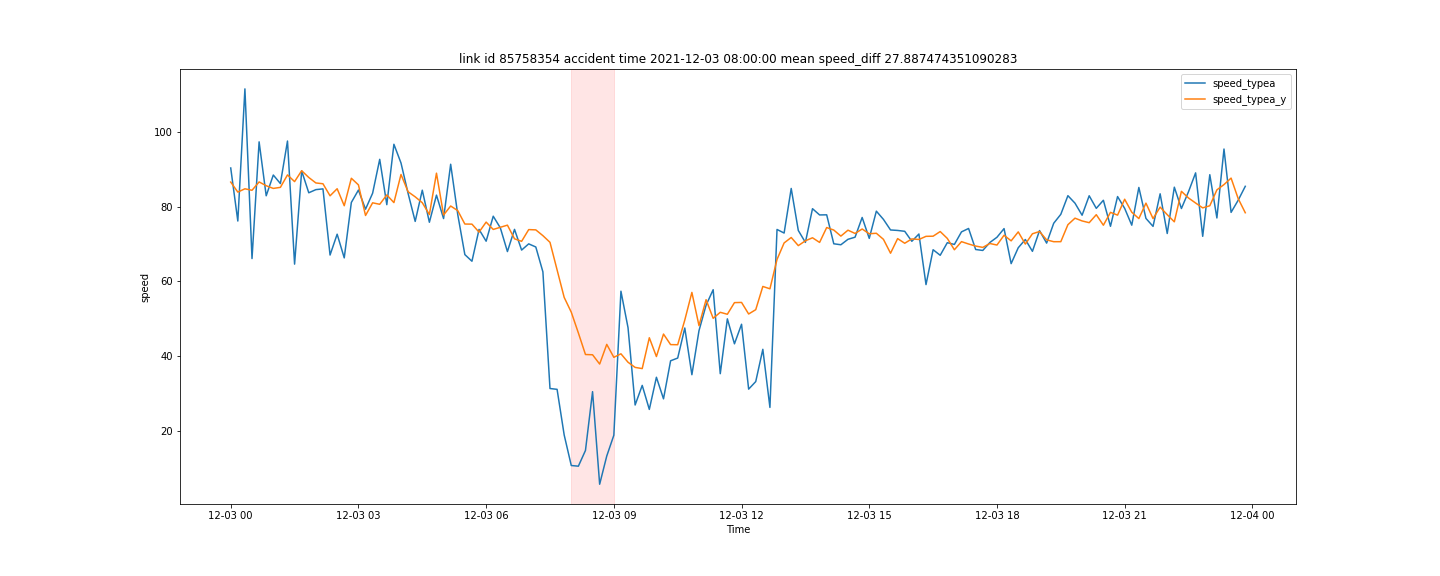 link id 85758354 accident time 2021-12-03 08:00:00 mean speed_diff 27.887474351090283
speed_typea
speed_typea_y
speed
100
80
60
40
20
12-03 00
12-03 03
12-03 06
12-03 09
12-03 12
12-03 15
12-03 18
12-03 21
12-04 00
Time